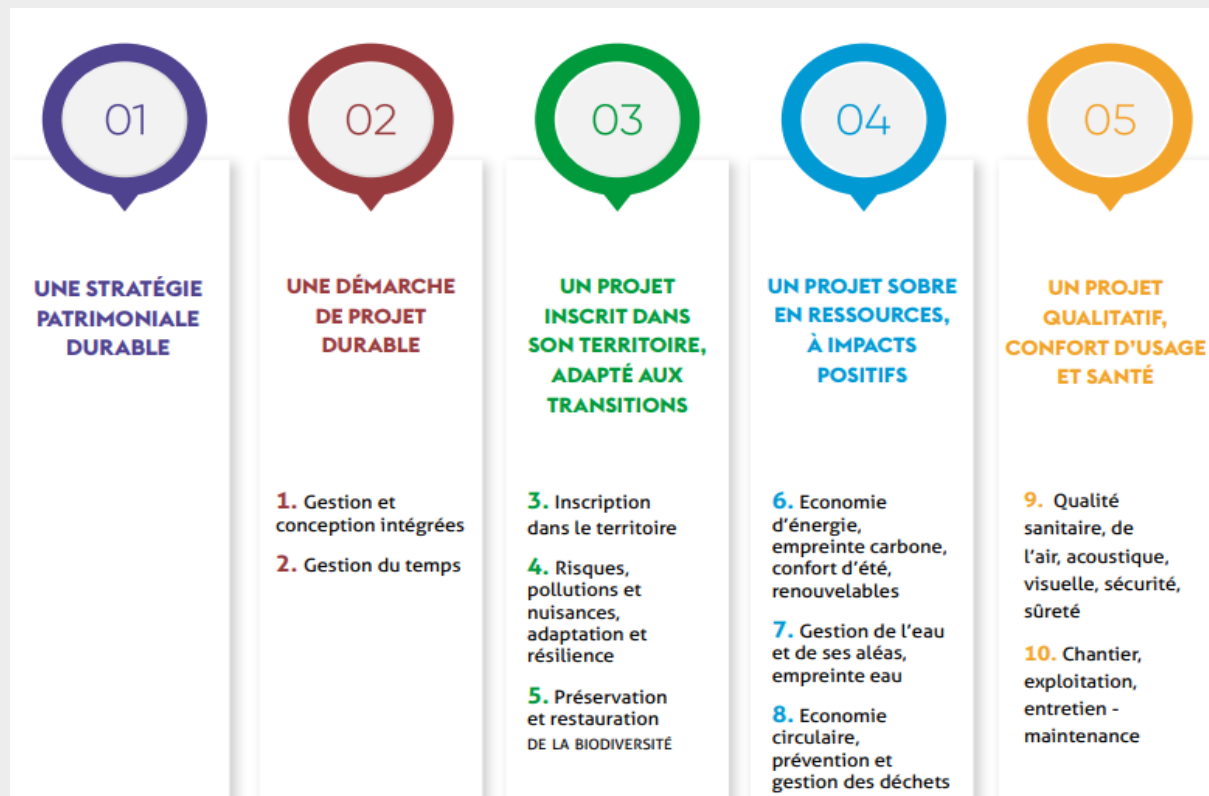 01
UNE STRATÉGIE
PATRIMONIALE
DURABLE
02
UNE DÉMARCHE
DE PROJET
DURABLE
1. Gestion et
conception intégrées
2. Gestion du temps
03
UN PROJET
INSCRIT DANS
SON TERRITOIRE,
ADAPTÉ AUX
TRANSITIONS
3. Inscription
dans le territoire
4. Risques,
pollutions et
nuisances,
adaptation et
résilience
5. Préservation
et restauration
DE LA BIODIVERSITÉ
04
UN PROJET SOBRE
EN RESSOURCES,
À IMPACTS
POSITIFS
6. Economie
d'énergie,
empreinte carbone,
confort d'été,
renouvelables
7. Gestion de l'eau
et de ses aléas,
empreinte eau
8. Economie
circulaire,
prévention et
gestion des déchets
05
UN PROJET
QUALITATIF,
CONFORT D'USAGE
ET SANTÉ
9. Qualité
sanitaire, de
l'air, acoustique,
visuelle, sécurité,
sûreté
10. Chantier,
exploitation,
entretien -
maintenance